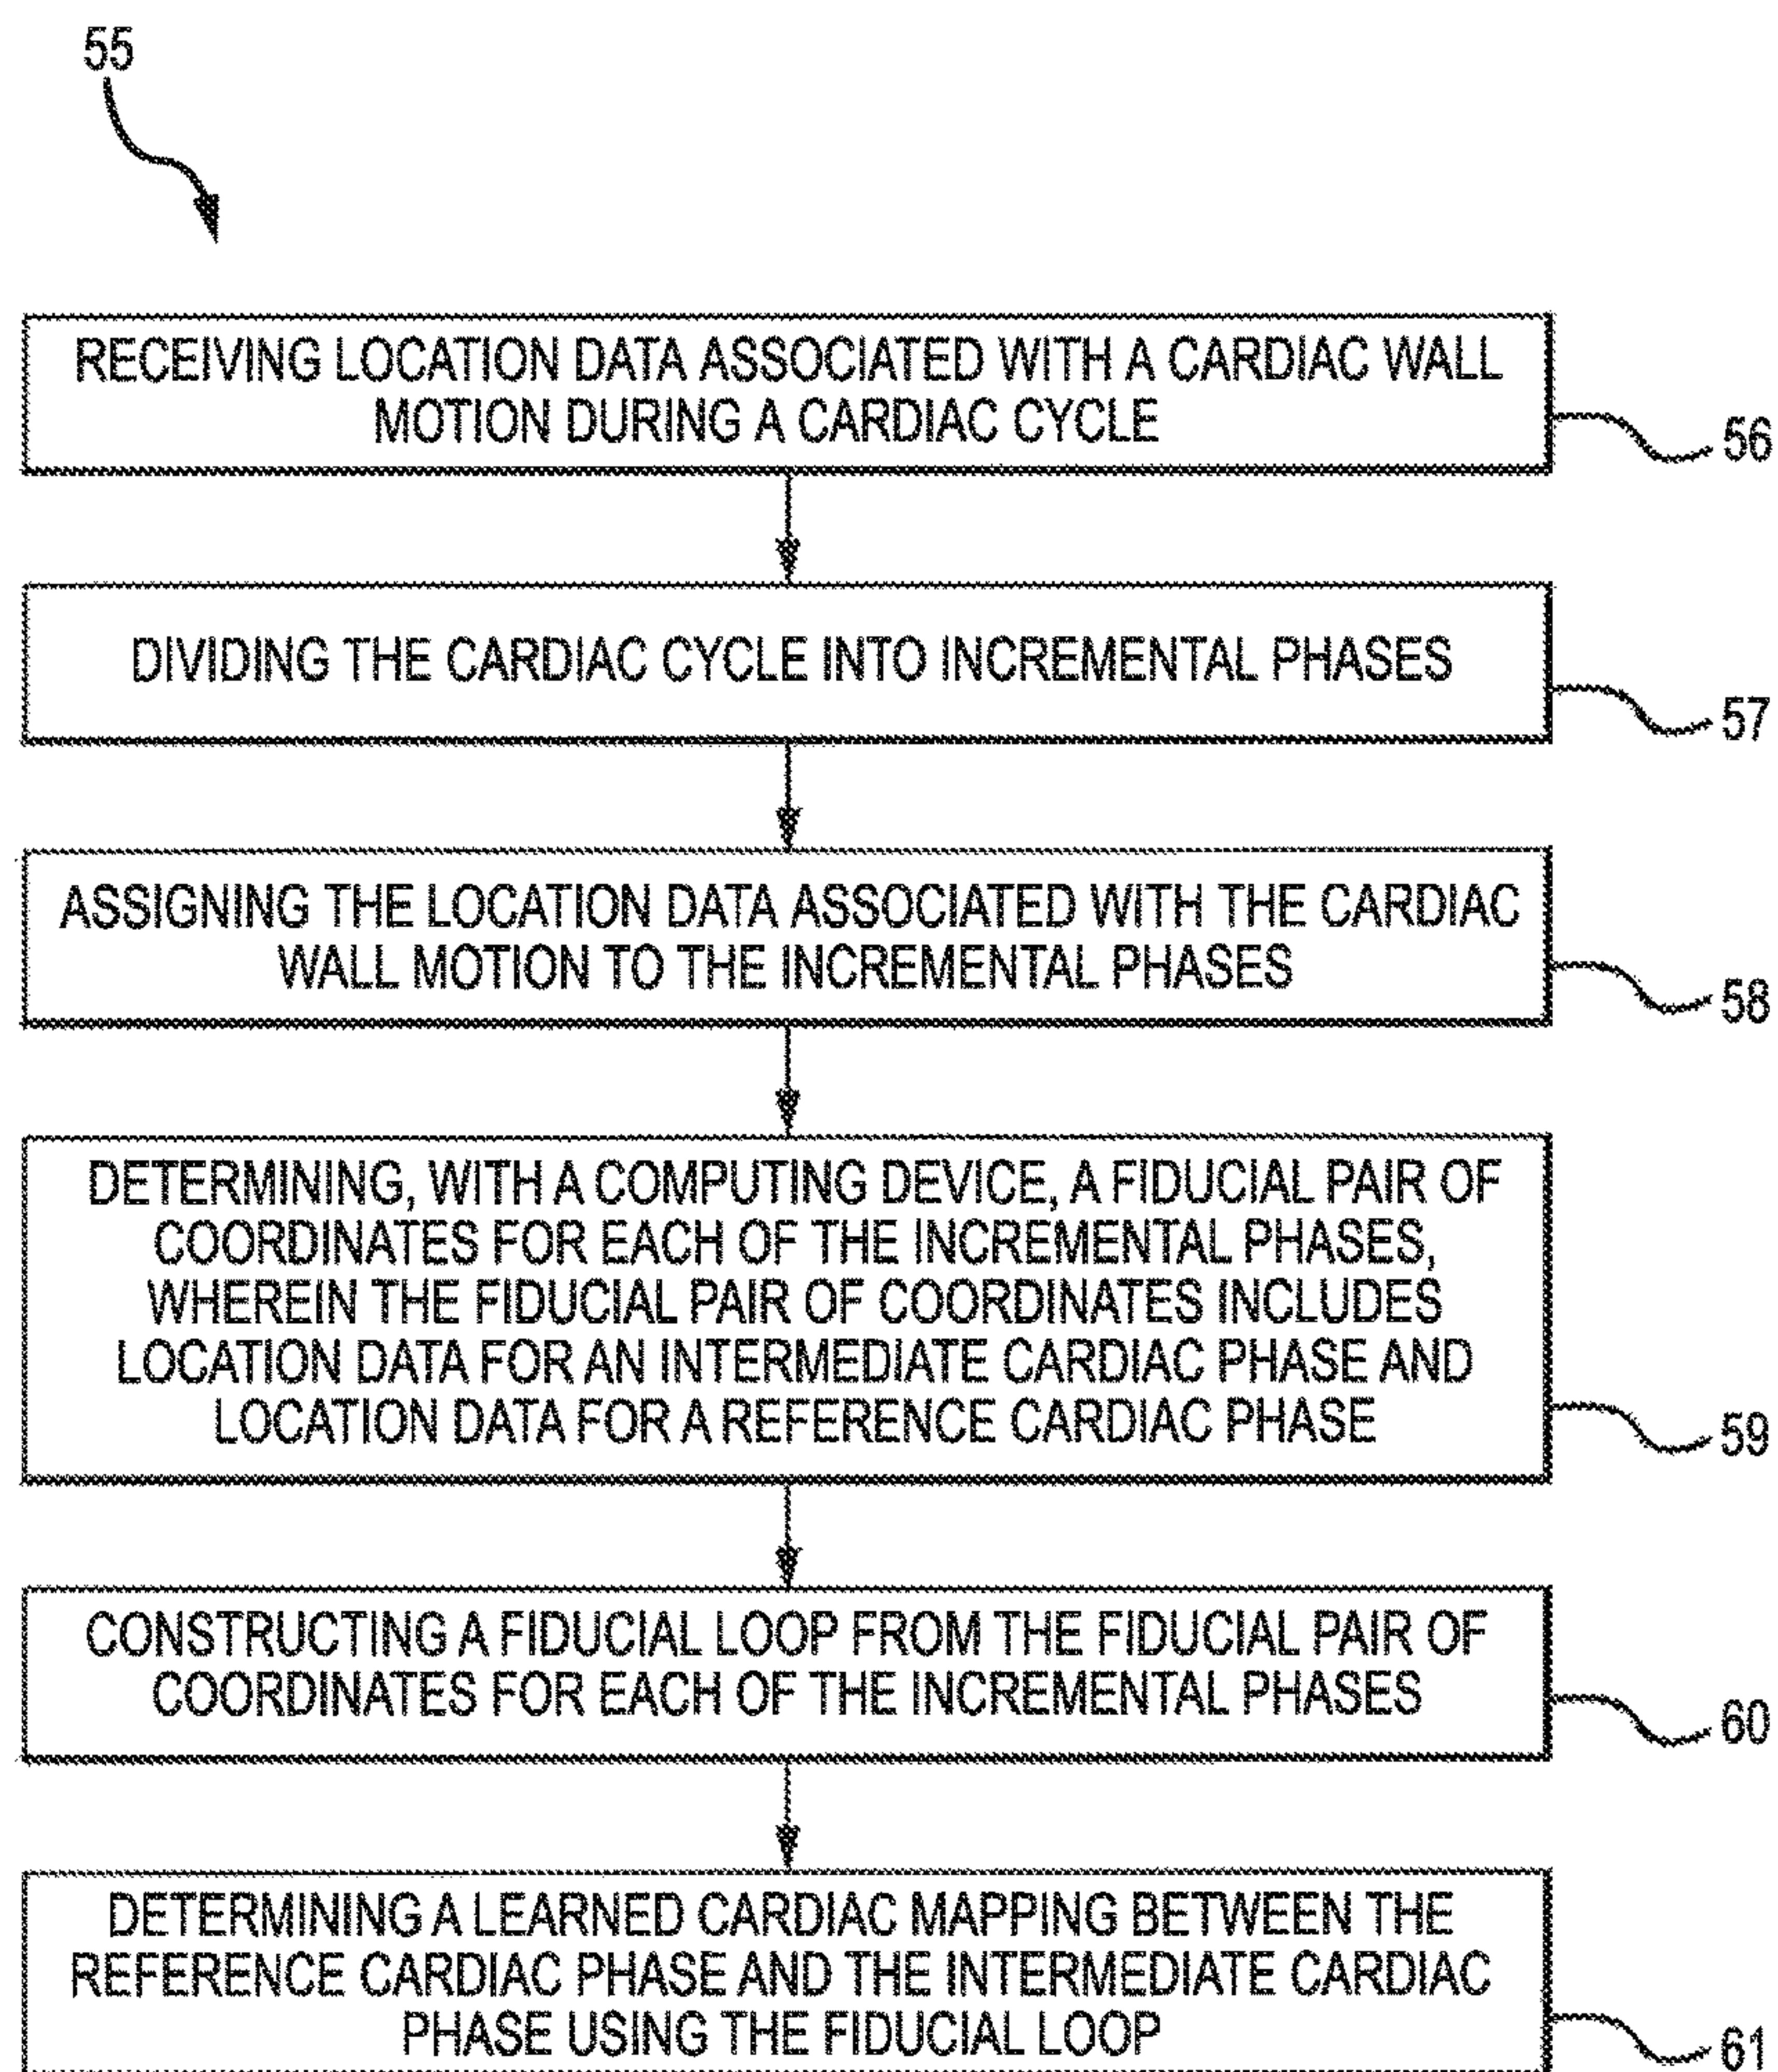 55
RECEIVING LOCATION DATA ASSOCIATED WITH A CARDIAC WALL
MOTION DURING A CARDIAC CYCLE
56
DIVIDING THE CARDIAC CYCLE INTO INCREMENTAL PHASES
57
ASSIGNING THE LOCATION DATA ASSOCIATED WITH THE CARDIAC
WALL MOTION TO THE INCREMENTAL PHASES
58
DETERMINING, WITH A COMPUTING DEVICE, A FIDUCIAL PAIR OF
COORDINATES FOR EACH OF THE INCREMENTAL PHASES,
WHEREIN THE FIDUCIAL PAIR OF COORDINATES INCLUDES
LOCATION DATA FOR AN INTERMEDIATE CARDIAC PHASE AND
LOCATION DATA FOR A REFERENCE CARDIAC PHASE
59
CONSTRUCTING A FIDUCIAL LOOP FROM THE FIDUCIAL PAIR OF
COORDINATES FOR EACH OF THE INCREMENTAL PHASES
60
DETERMINING A LEARNED CARDIAC MAPPING BETWEEN THE
REFERENCE CARDIAC PHASE AND THE INTERMEDIATE CARDIAC
PHASE USING THE FIDUCIAL LOOP
61